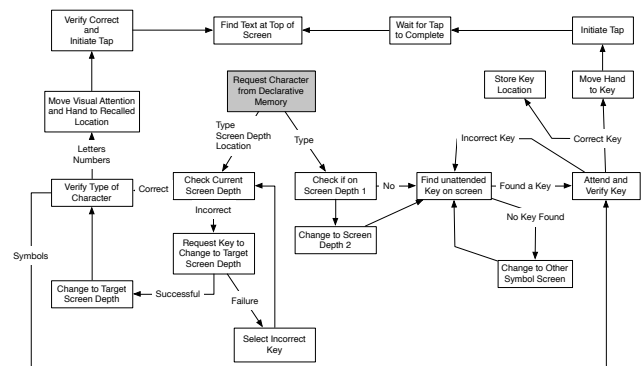 Verify Correct
and
Initiate Tap
Find Text at Top of
Screen
Wait for Tap
to Complete
Initiate Tap
Request Character
from Declarative
Memory
Store Key
Location
Move Hand
to Key
Move Visual Attention
and Hand to Recalled
Location
Type
Screen Depth
Location
Type
Incorrect Key
Correct Key
Letters
Numbers
Verify Type of
Character
Correct
Check Current
Screen Depth
Check if on
Screen Depth 1
No
Find unattended
Key on screen
Found a Key
Attend and
Verify Key
Incorrect
No Key Found
Symbols
Request Key to
Change to Target
Screen Depth
Change to Screen
Depth 2
Change to Other
Symbol Screen
Change to Target
Screen Depth
Successful
Failure
Select Incorrect
Key